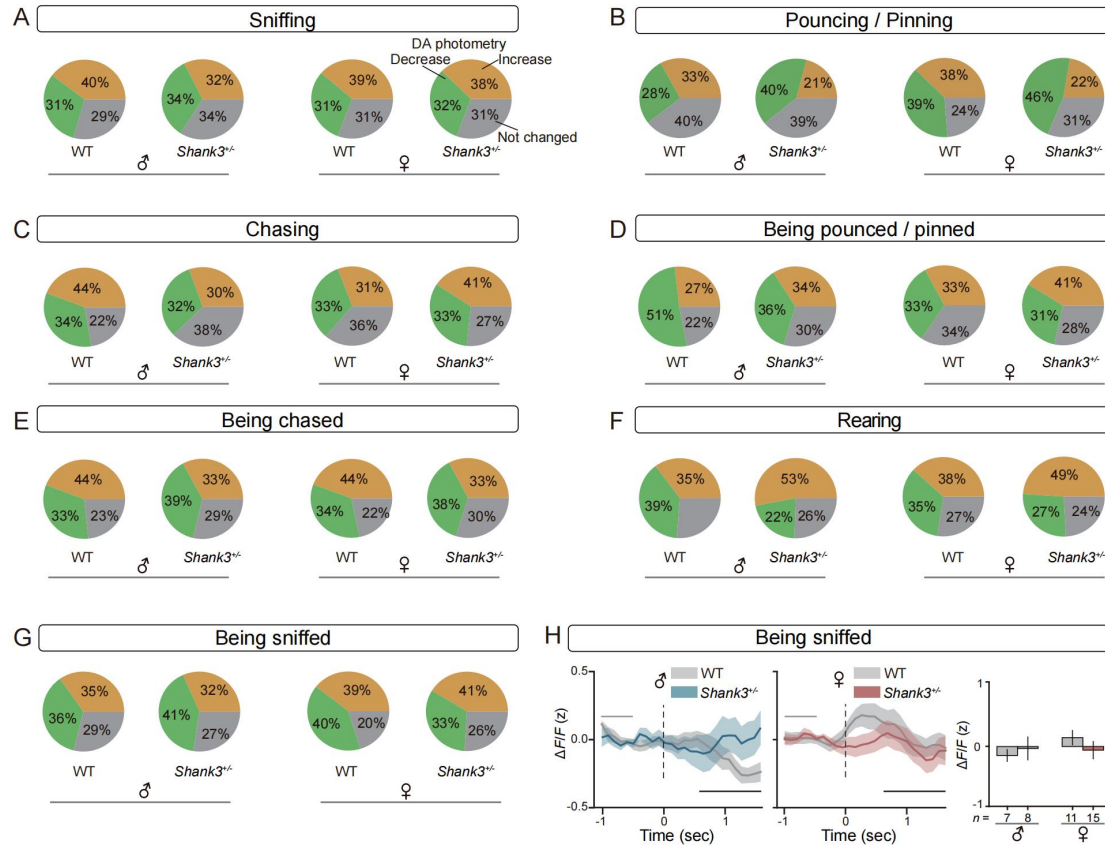 A
Sniffing
DA photometry
Decrease
Increase
40%
31%
29%
32%
34%
34%
39%
31%
31%
38%
32%
31%
Not changed
WT
♂
Shank3+/-
WT
♀
Shank3+/-
B
Pouncing / Pinning
33%
28%
40%
21%
40%
39%
38%
39%
24%
22%
46%
31%
WT
♂
Shank3+/-
WT
♀
Shank3+/-
C
Chasing
44%
34%
22%
30%
32%
38%
31%
33%
36%
41%
33%
27%
WT
♂
Shank3+/-
WT
♀
Shank3+/-
D
Being pounced / pinned
27%
51%
22%
34%
36%
30%
33%
33%
34%
41%
31%
28%
WT
♂
Shank3+/-
WT
♀
Shank3+/-
E
Being chased
44%
33%
23%
33%
39%
29%
44%
34%
22%
33%
38%
30%
WT
♂
Shank3+/-
WT
♀
Shank3+/-
F
Rearing
35%
39%
53%
22%
26%
38%
35%
27%
49%
27%
24%
WT
♂
Shank3+/-
WT
♀
Shank3+/-
G
Being sniffed
35%
36%
29%
32%
41%
27%
39%
40%
20%
41%
33%
26%
WT
♂
Shank3+/-
WT
♀
Shank3+/-
H
Being sniffed
♂
WT
Shank3+/-
0.5
0.0
-0.5
ΔF/F (z)
-1
0
1
Time (sec)
♀
WT
Shank3+/-
-1
0
1
Time (sec)
1
0
-1
ΔF/F (z)
n =
7
8
11
15
♂
♀